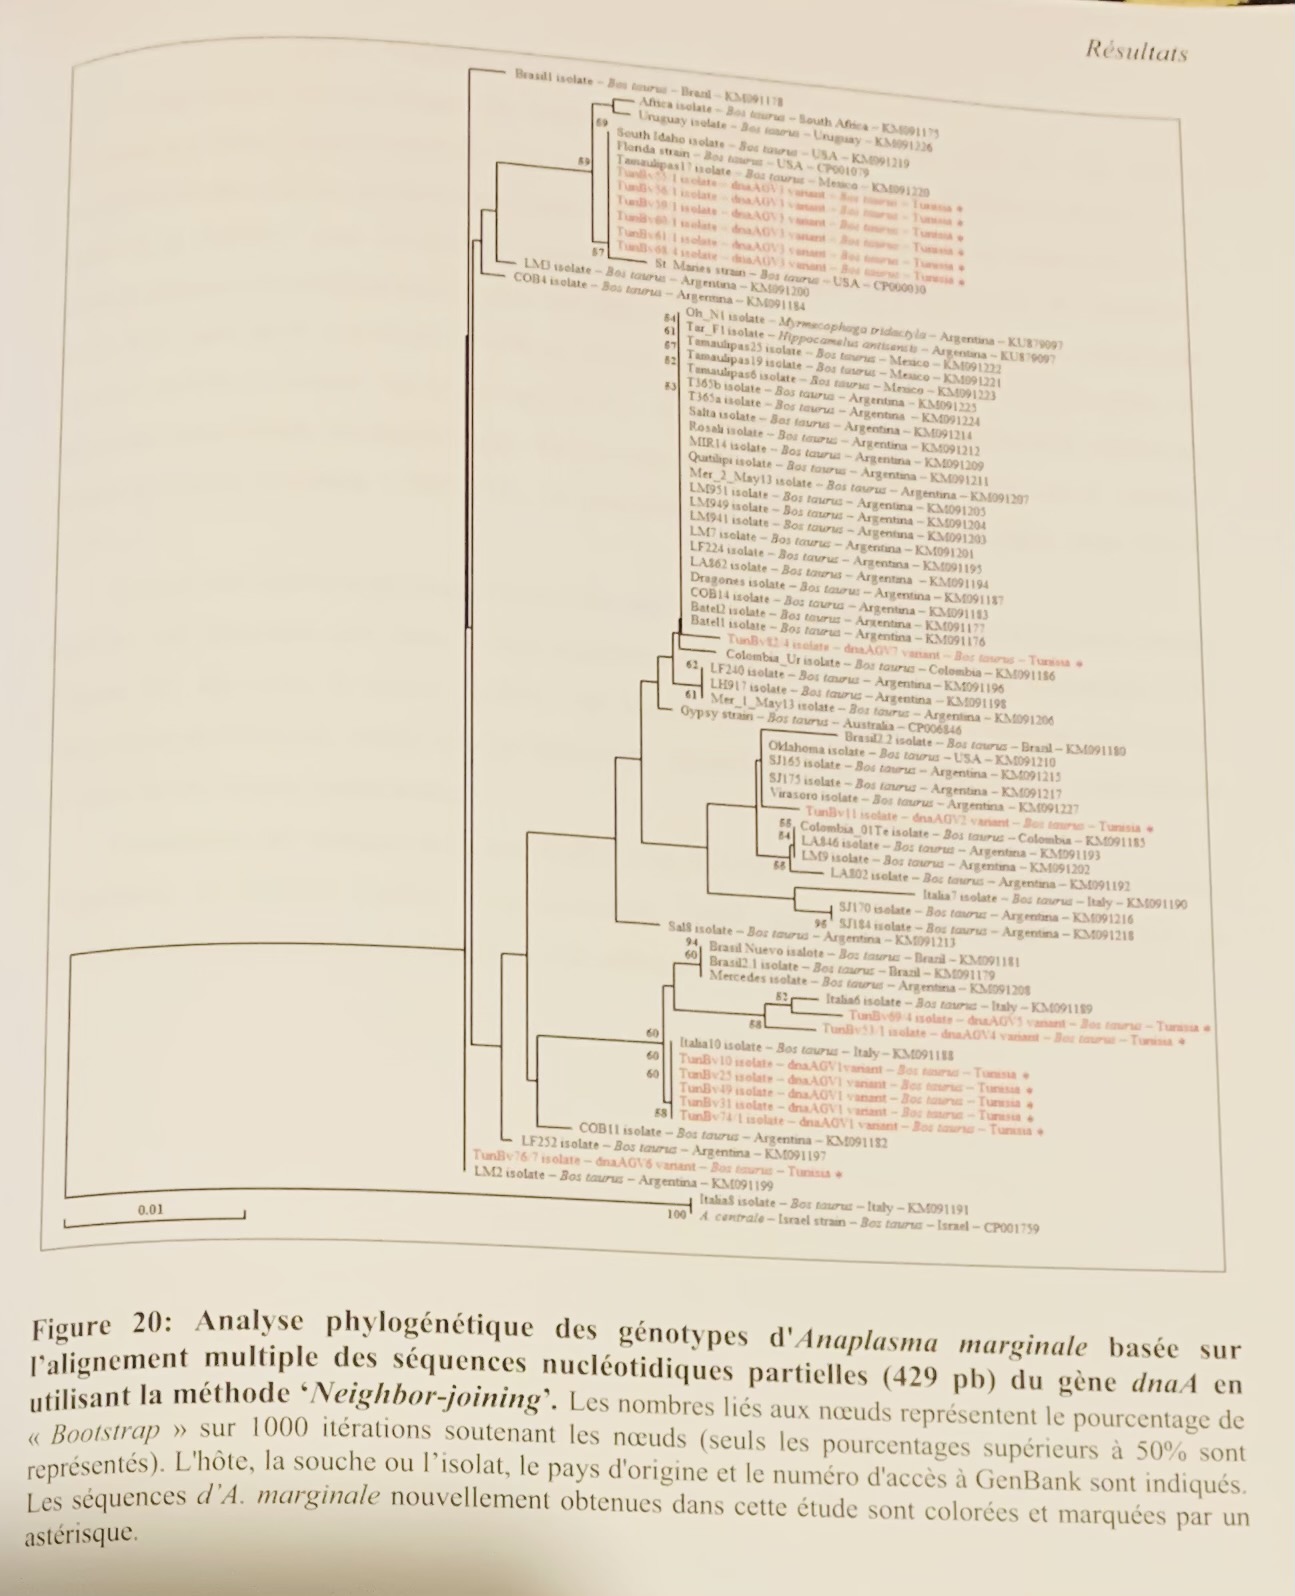 Résultats
Brasil1 isolate – Bos taurus – Brazil – KM091178
Africa isolate – Bos taurus – South Africa – KM091175
Uruguay isolate – Bos taurus – Uruguay – KM091226
69
South Idaho isolate – Bos taurus – USA – KM091219
Florida strain – Bos taurus – USA – CP001079
59
Tamaulipas17 isolate – Bos taurus – Mexico – KM091220
isolate – dnaAGV3 variant – Bos taurus – Tunisia *
isolate – dnaAGV3 variant – Bos taurus – Tunisia *
isolate – dnaAGV3 variant – Bos taurus – Tunisia *
isolate – dnaAGV3 variant – Bos taurus – Tunisia *
TunBv61/1 isolate – dnaAGV3 variant – Bos taurus – Tunisia *
TunBv68/4 isolate – dnaAGV3 variant – Bos taurus – Tunisia *
67
St. Maries strain – Bos taurus – USA – CP000030
LM3 isolate – Bos taurus – Argentina – KM091200
COB4 isolate – Bos taurus – Argentina – KM091184
64
Oh_N1 isolate – Myrmecophaga tridactyla – Argentina – KU879097
61
Tar_F1 isolate – Hippocamelus antisensis – Argentina – KU879097
67
Tamaulipas25 isolate – Bos taurus – Mexico – KM091222
62
Tamaulipas19 isolate – Bos taurus – Mexico – KM091221
Tamaulipas6 isolate – Bos taurus – Mexico – KM091223
63
T365b isolate – Bos taurus – Argentina – KM091225
T365a isolate – Bos taurus – Argentina – KM091224
Salta isolate – Bos taurus – Argentina – KM091214
isolate – Bos taurus – Argentina – KM091212
MIR14 isolate – Bos taurus – Argentina – KM091209
Quitilipi isolate – Bos taurus – Argentina – KM091211
Mer_2_May13 isolate – Bos taurus – Argentina – KM091207
LM951 isolate – Bos taurus – Argentina – KM091205
LM949 isolate – Bos taurus – Argentina – KM091204
LM941 isolate – Bos taurus – Argentina – KM091203
LM7 isolate – Bos taurus – Argentina – KM091201
LF224 isolate – Bos taurus – Argentina – KM091195
LA862 isolate – Bos taurus – Argentina – KM091194
Dragones isolate – Bos taurus – Argentina – KM091187
COB14 isolate – Bos taurus – Argentina – KM091183
Batel2 isolate – Bos taurus – Argentina – KM091177
Batel1 isolate – Bos taurus – Argentina – KM091176
TunBv82/4 isolate – dnaAGV7 variant – Bos taurus – Tunisia *
Colombia_Ur isolate – Bos taurus – Colombia – KM091186
62
LF240 isolate – Bos taurus – Argentina – KM091196
LH917 isolate – Bos taurus – Argentina – KM091198
61
Mer_1_May13 isolate – Bos taurus – Argentina – KM091206
Gypsy strain – Bos taurus – Australia – CP006846
Brasil2.2 isolate – Bos taurus – Brazil – KM091180
Oklahoma isolate – Bos taurus – USA – KM091210
SJ165 isolate – Bos taurus – Argentina – KM091215
SJ175 isolate – Bos taurus – Argentina – KM091217
Virasoro isolate – Bos taurus – Argentina – KM091227
TunBv11 isolate – dnaAGV2 variant – Bos taurus – Tunisia *
Colombia_01Te isolate – Bos taurus – Colombia – KM091185
LA846 isolate – Bos taurus – Argentina – KM091193
LM9 isolate – Bos taurus – Argentina – KM091202
LA802 isolate – Bos taurus – Argentina – KM091192
Italia7 isolate – Bos taurus – Italy – KM091190
SJ170 isolate – Bos taurus – Argentina – KM091216
96
SJ184 isolate – Bos taurus – Argentina – KM091218
Sal8 isolate – Bos taurus – Argentina – KM091213
94
Brasil Nuevo isalote – Bos taurus – Brazil – KM091181
60
Brasil2.1 isolate – Bos taurus – Brazil – KM091179
Mercedes isolate – Bos taurus – Argentina – KM091208
Italia6 isolate – Bos taurus – Italy – KM091189
TunBv69/4 isolate – dnaAGV5 variant – Bos taurus – Tunisia *
TunBv53/1 isolate – dnaAGV4 variant – Bos taurus – Tunisia *
60
Italia10 isolate – Bos taurus – Italy – KM091188
60
TunBv10 isolate – dnaAGV1variant – Bos taurus – Tunisia *
60
TunBv25 isolate – dnaAGV1 variant – Bos taurus – Tunisia *
TunBv49 isolate – dnaAGV1 variant – Bos taurus – Tunisia *
TunBv31 isolate – dnaAGV1 variant – Bos taurus – Tunisia *
TunBv74/1 isolate – dnaAGV1 variant – Bos taurus – Tunisia *
COB11 isolate – Bos taurus – Argentina – KM091182
LF252 isolate – Bos taurus – Argentina – KM091197
TunBv76/7 isolate – dnaAGV6 variant – Bos taurus – Tunisia *
LM2 isolate – Bos taurus – Argentina – KM091199
Italia8 isolate – Bos taurus – Italy – KM091191
100
A. centrale – Israel strain – Bos taurus – Israel – CP001759
0.01
Figure 20: Analyse phylogénétique des génotypes d'Anaplasma marginale basée sur
l'alignement multiple des séquences nucléotidiques partielles (429 pb) du gène dnaA en
utilisant la méthode ‘Neighbor-joining’. Les nombres liés aux nœuds représentent le pourcentage de
« Bootstrap » sur 1000 itérations soutenant les nœuds (seuls les pourcentages supérieurs à 50% sont
représentés). L'hôte, la souche ou l'isolat, le pays d'origine et le numéro d'accès à GenBank sont indiqués.
Les séquences d'A. marginale nouvellement obtenues dans cette étude sont colorées et marquées par un
astérisque.